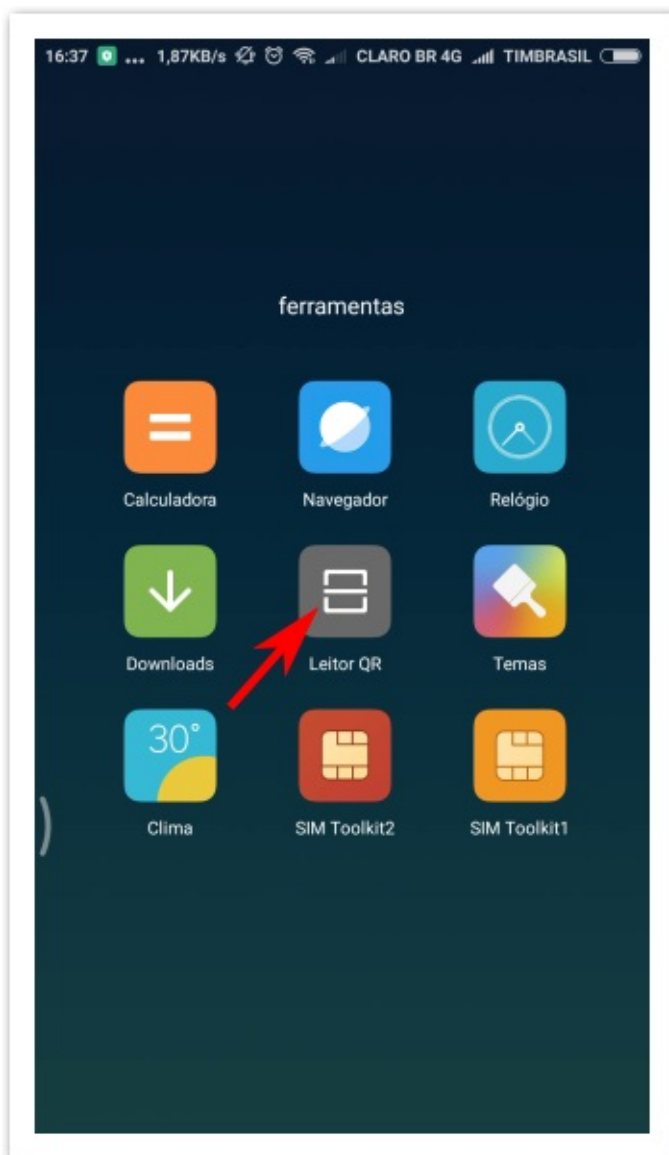 16:37 ... 1,87KB/s CLARO BR 4G TIMBRASIL
ferramentas
Calculadora Navegador Relógio
Downloads Leitor QR Temas
30°
Clima SIM Toolkit2 SIM Toolkit1